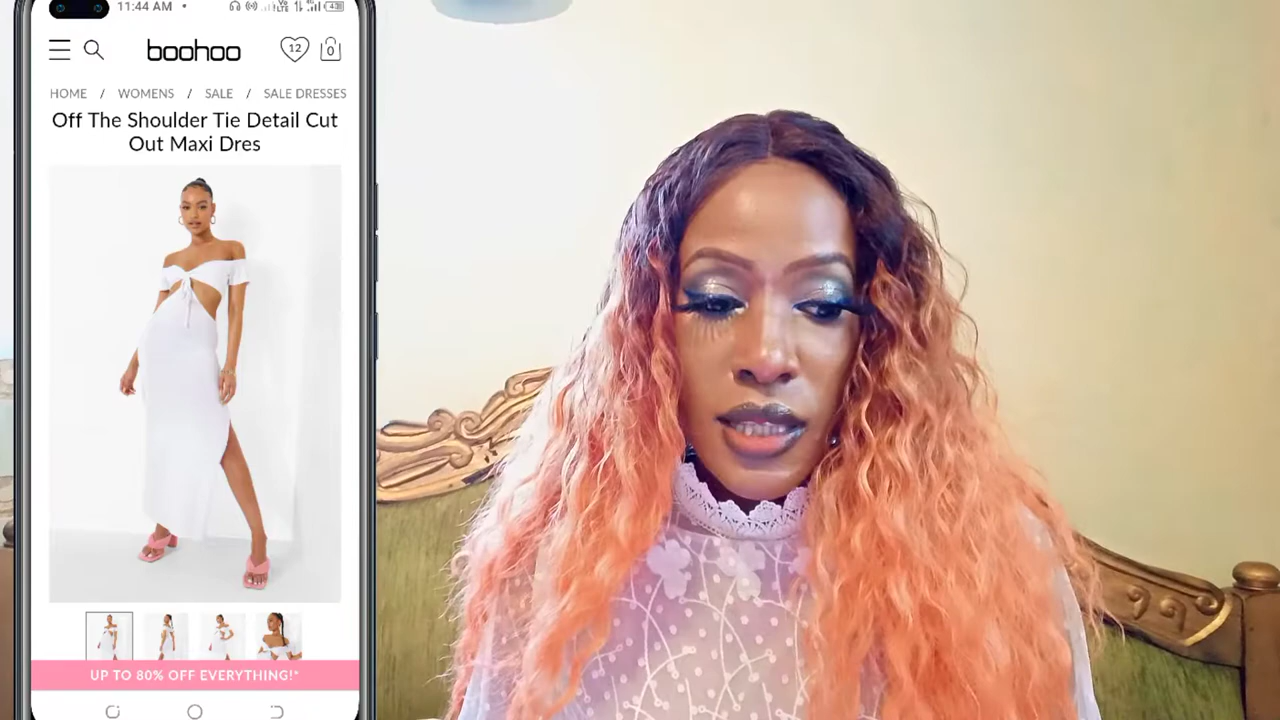 11:44 AM
boohoo
12
0
HOME / WOMENS / SALE / SALE DRESSES
Off The Shoulder Tie Detail Cut
Out Maxi Dres
UP TO 80% OFF EVERYTHING!*